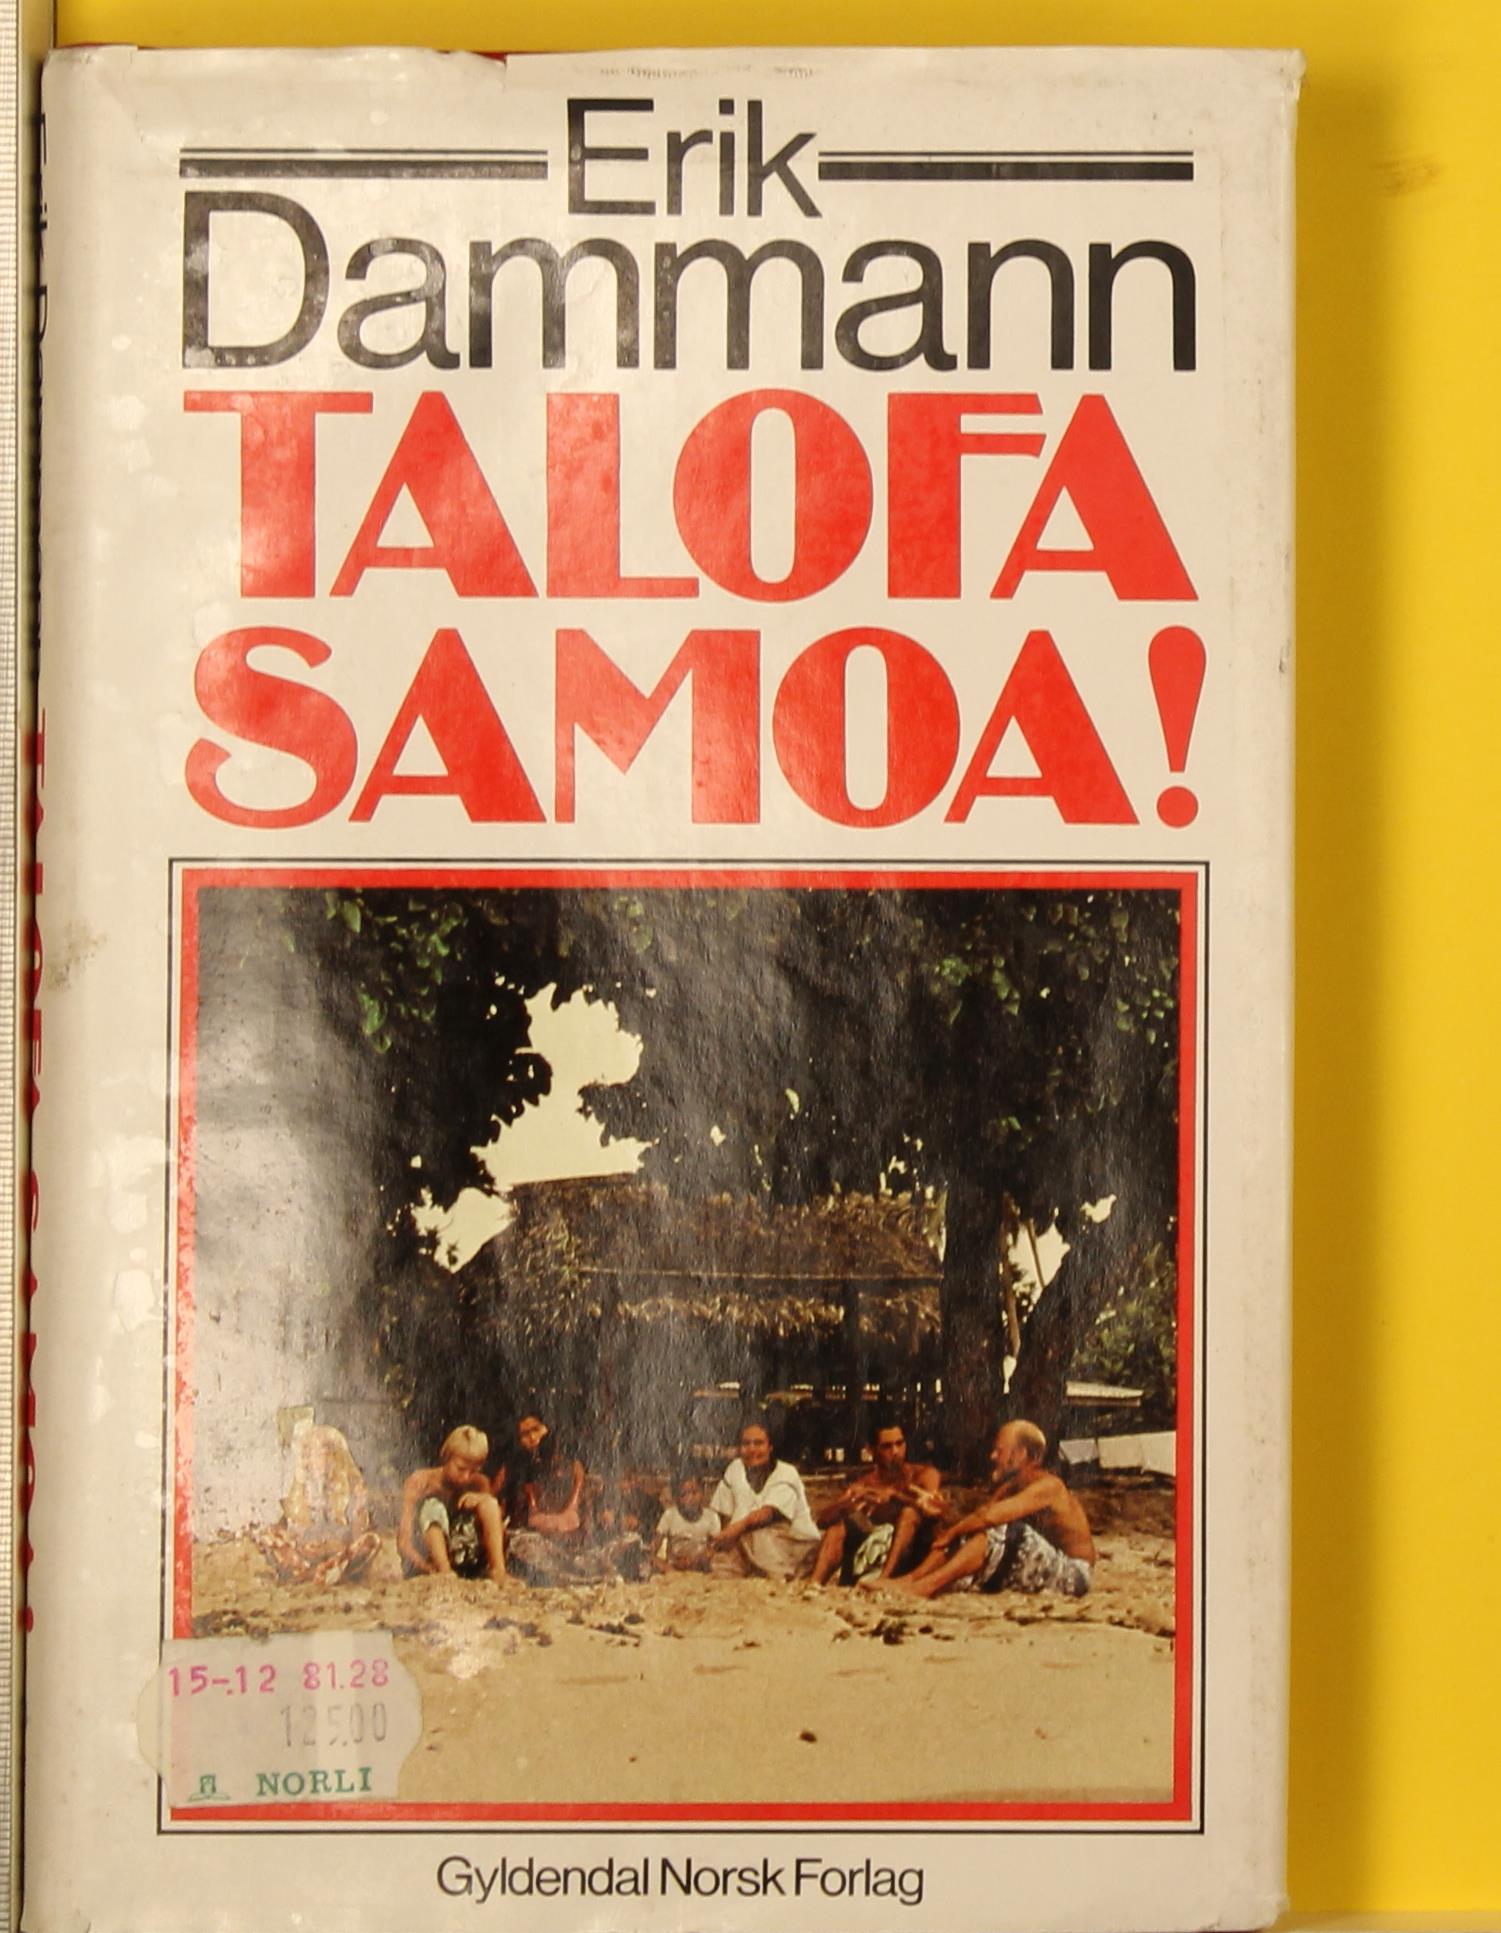 Erik
Dammann
TALOFA
SAMOA!
15-.12 81.28
125.00
NORLI
Gyldendal Norsk Forlag